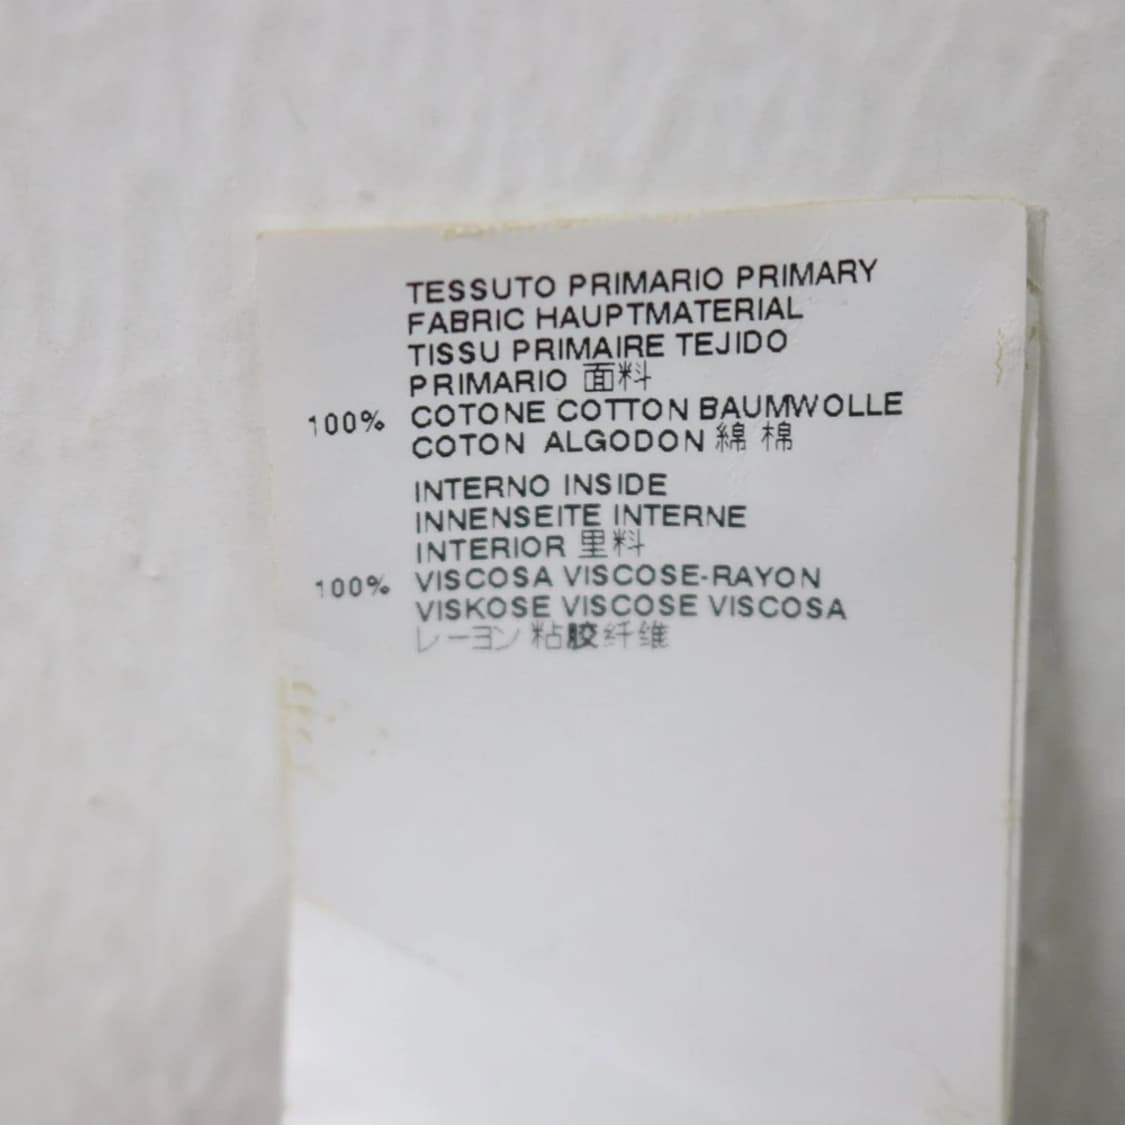 TESSUTO PRIMARIO PRIMARY
FABRIC HAUPTMATERIAL
TISSU PRIMAIRE TEJIDO
PRIMARIO 面料
100% COTONE COTTON BAUMWOLLE
COTON ALGODON 綿 棉
INTERNO INSIDE
INNENSEITE INTERNE
INTERIOR 里料
100% VISCOSA VISCOSE-RAYON
VISKOSE VISCOSE VISCOSA
レーヨン 粘胶纤维